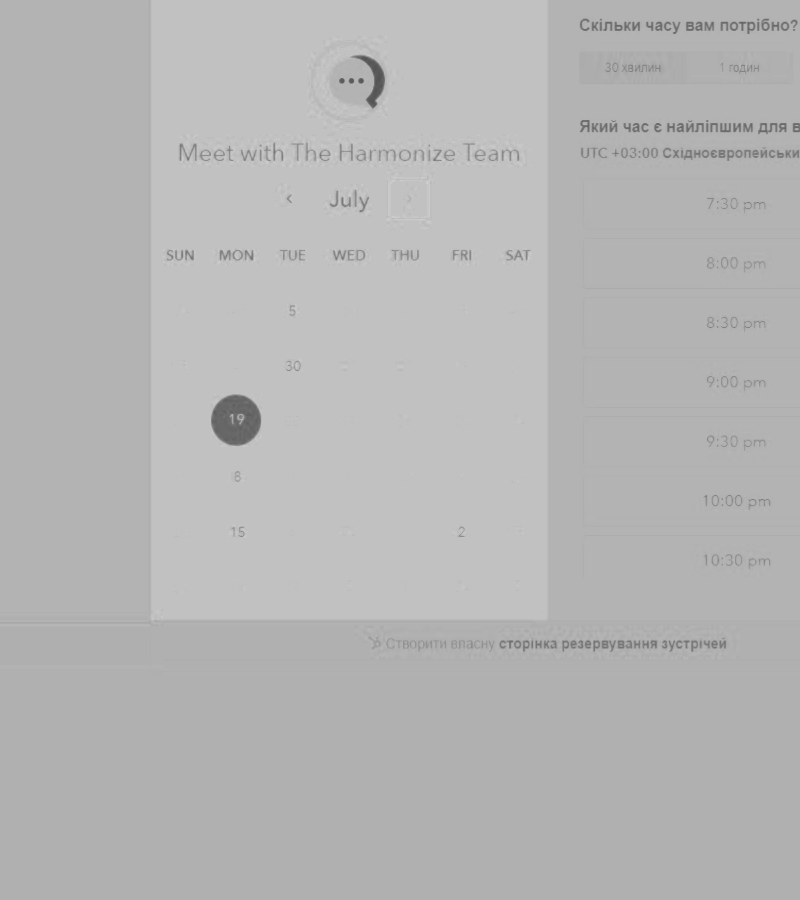 Meet with The Harmonize Team
July
SUN MON TUE WED THU FRI SAT
5
30
19
8
15 2
Скільки часу вам потрібно?
30 хвилин 1 годин
Який час є найліпшим для
UTC +03:00 Східноєвропейськи
7:30 pm
8:00 pm
8:30 pm
9:00 pm
9:30 pm
10:00 pm
10:30 pm
Створити власну сторінка резервування зустрічей